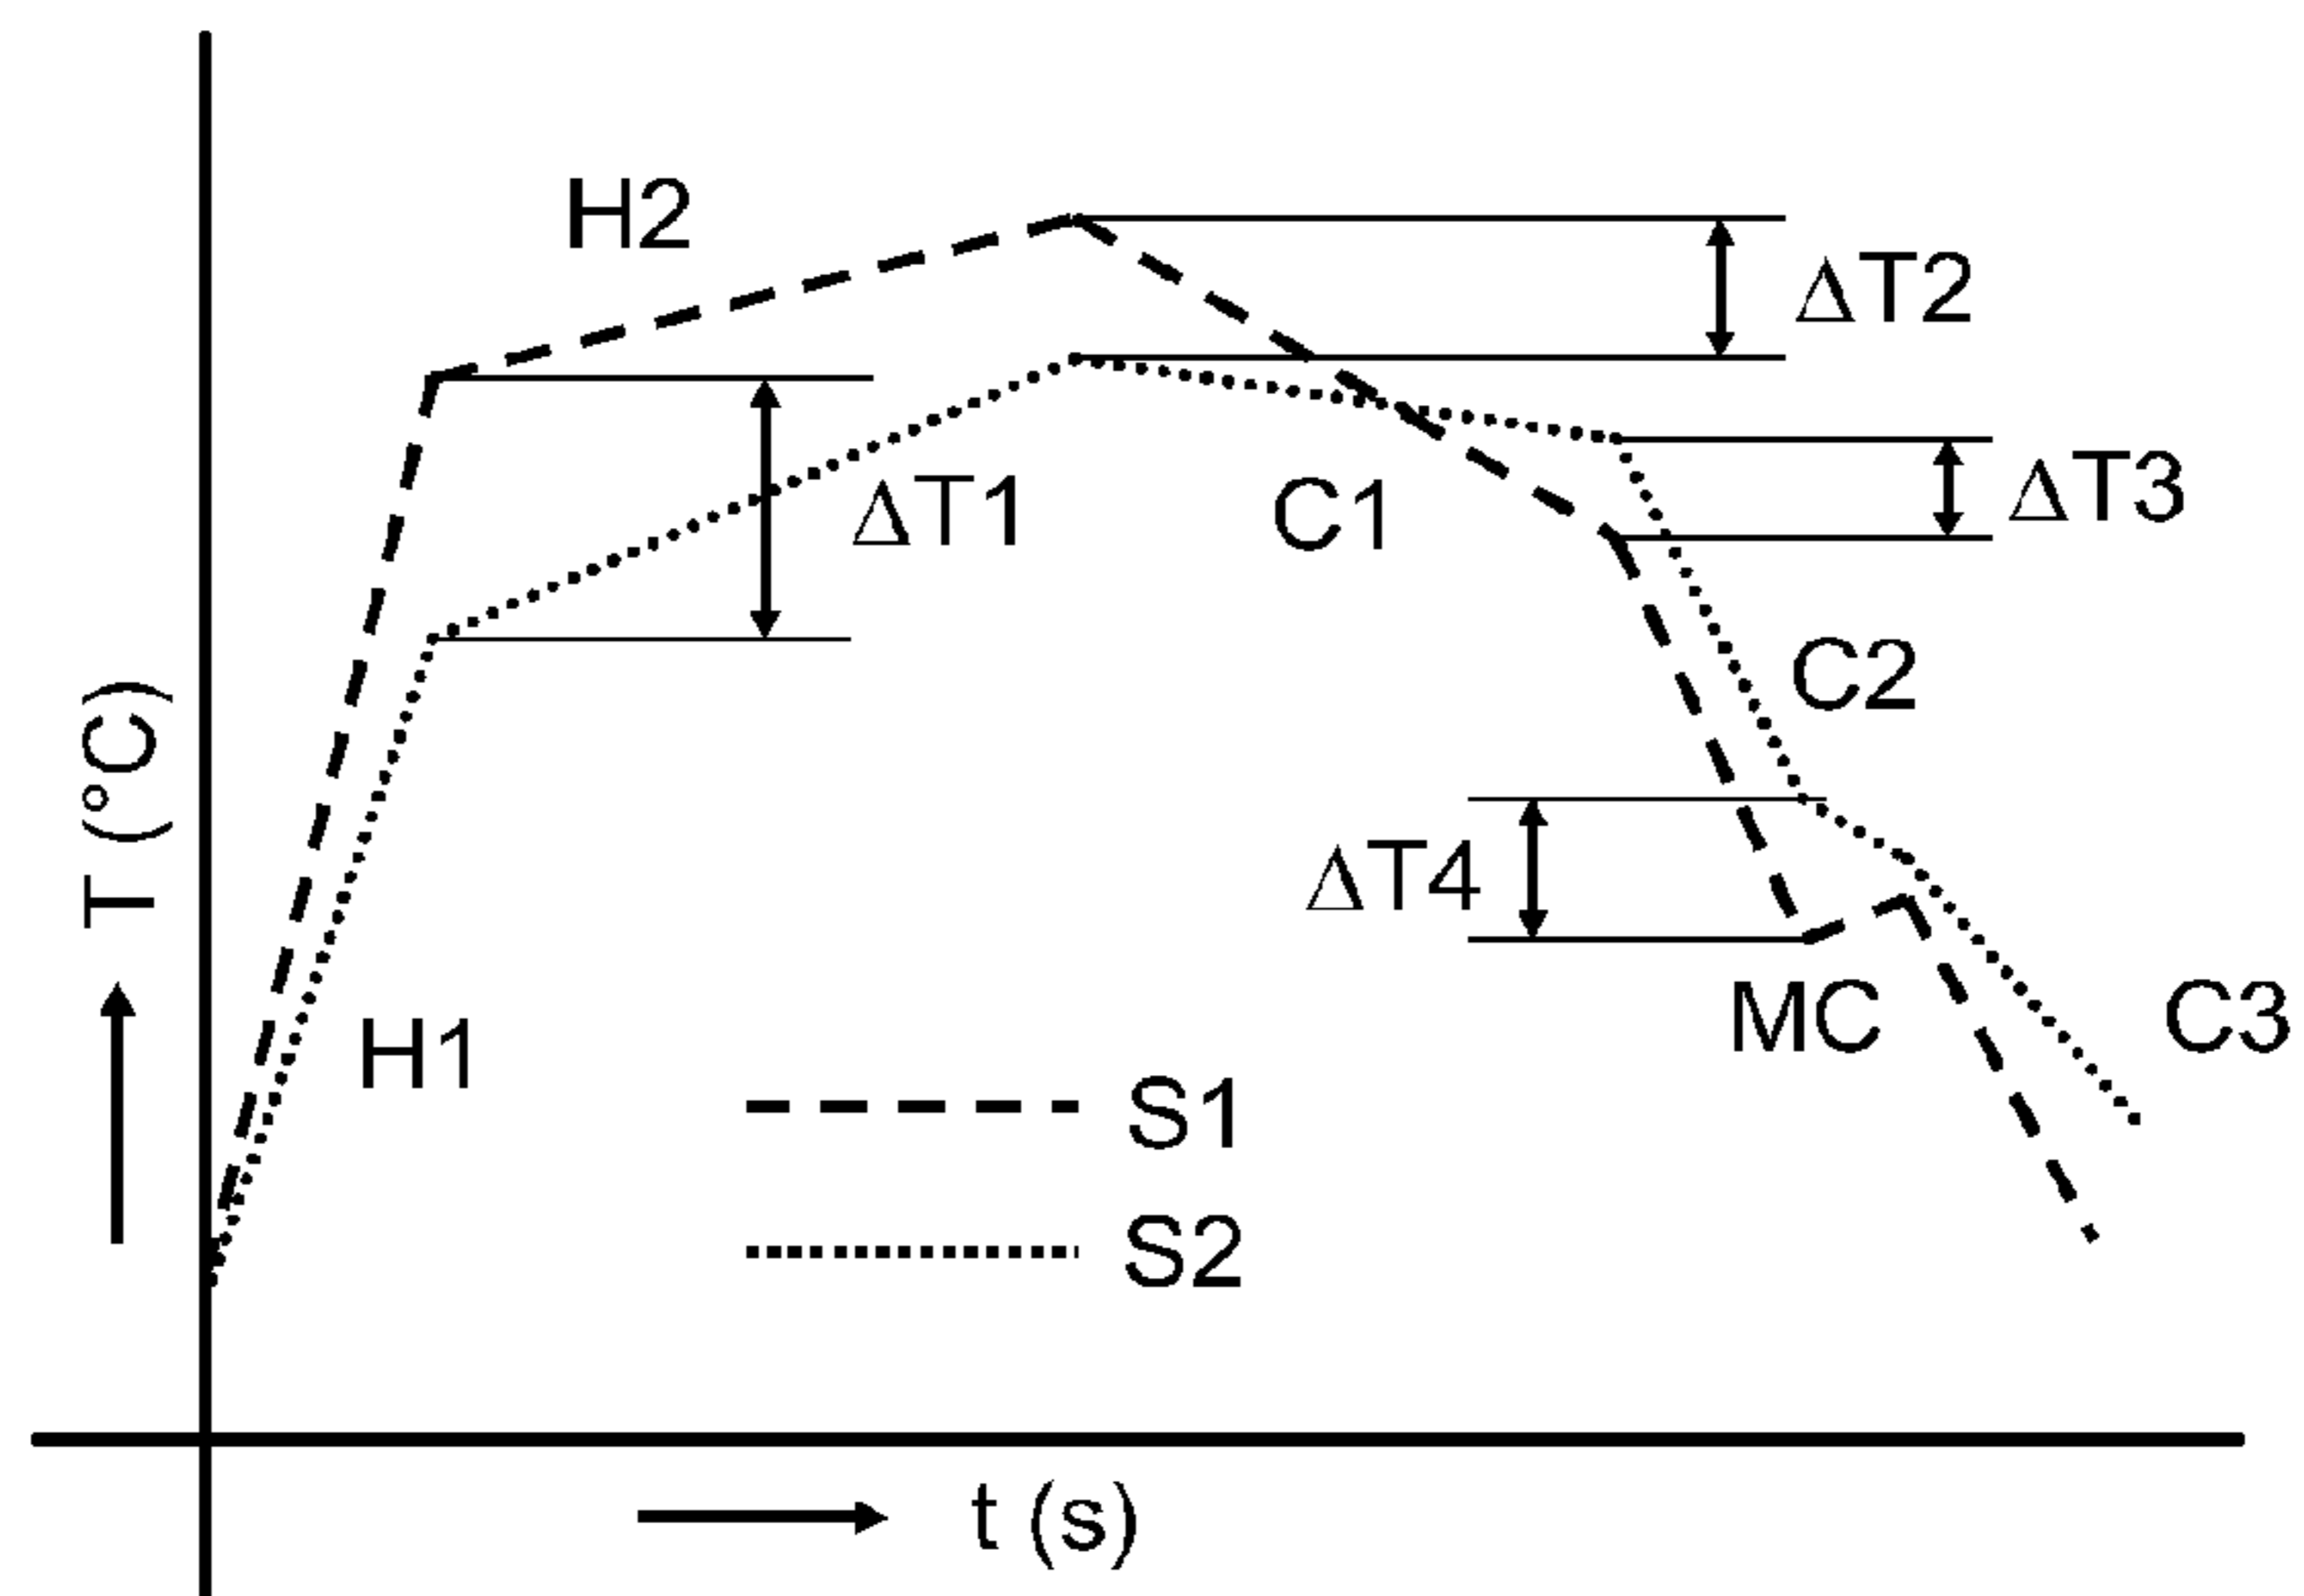 H2
ΔT2
ΔT1
C1
ΔT3
C2
T (°C)
ΔT4
MC
C3
H1
S1
S2
t (s)